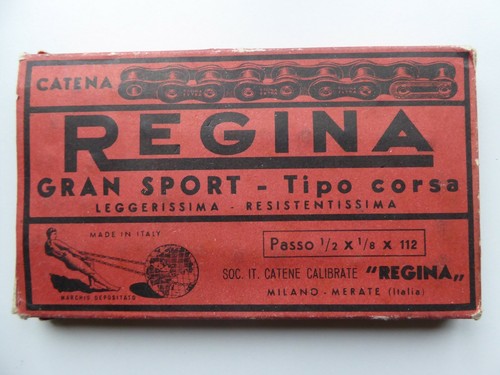 CATENA
REGINA
GRAN SPORT - Tipo corsa
LEGGERISSIMA - RESISTENTISSIMA
MADE IN ITALY
Passo 1/2 x 1/8 x 112
SOC. IT. CATENE CALIBRATE "REGINA„
MARCHIO DEPOSITATO
MILANO - MERATE (Italia)